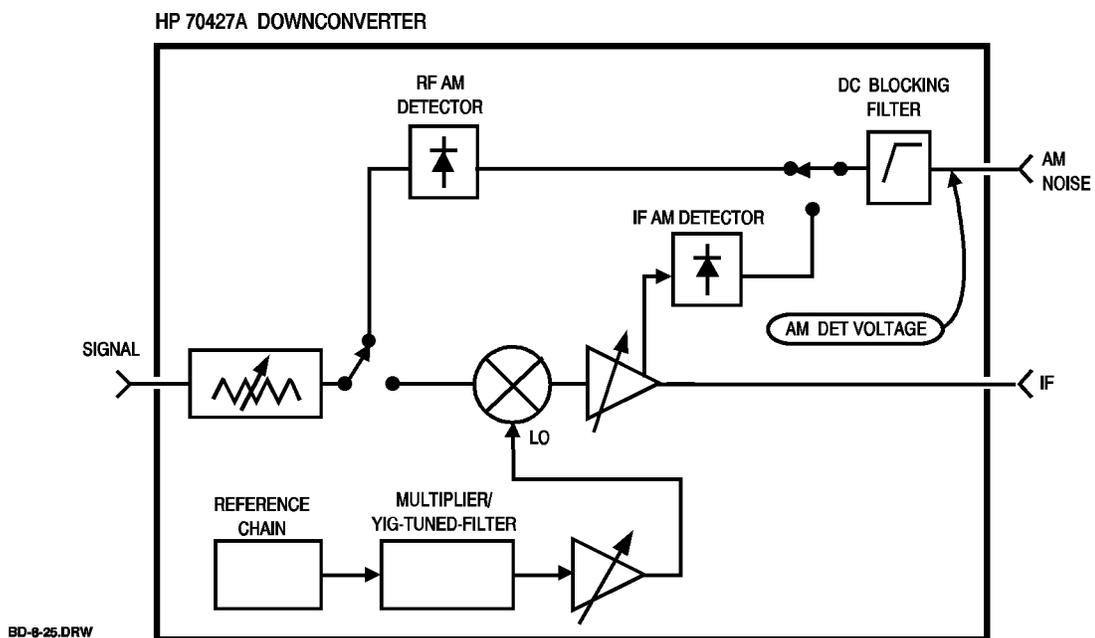 HP 70427A DOWNCONVERTER
RF AM
DETECTOR
DC BLOCKING
FILTER
AM
NOISE
IF AM DETECTOR
AM DET VOLTAGE
SIGNAL
IF
LO
REFERENCE
CHAIN
MULTIPLIER/
YIG-TUNED-FILTER
BD-8-25.DRW